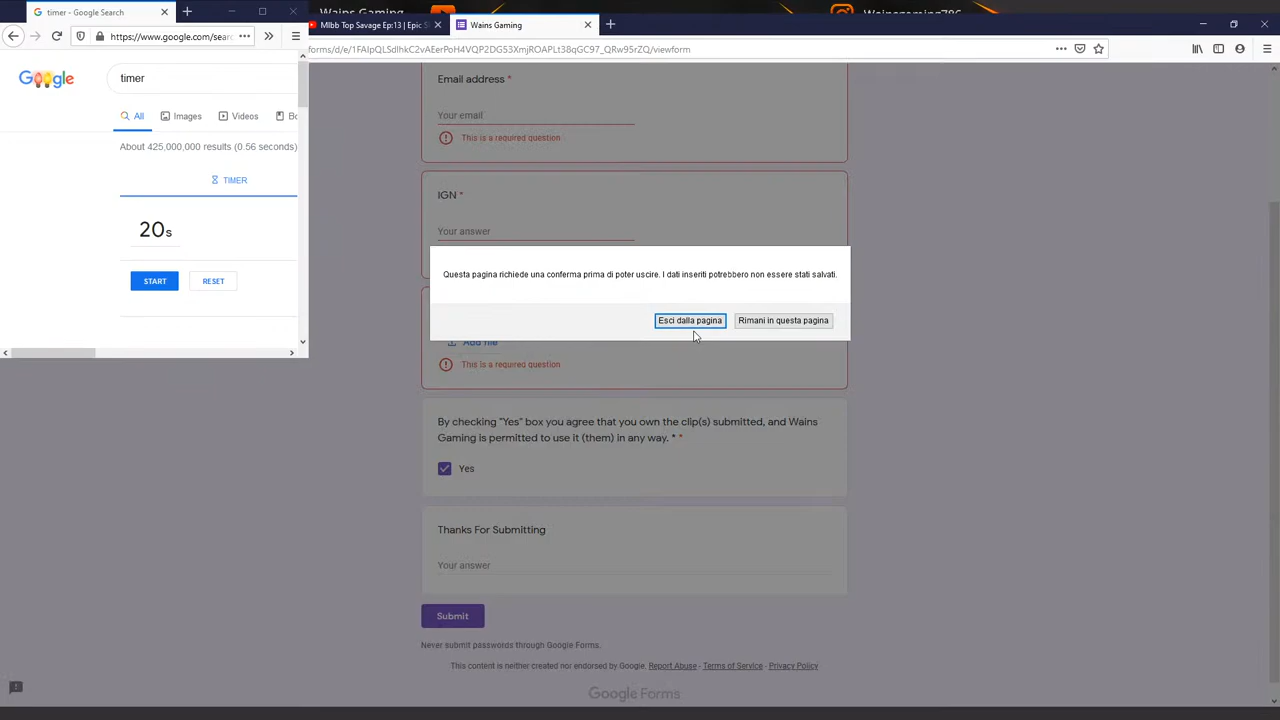 timer - Google Search
https://www.google.com/sear
Google
timer
All
Images
Videos
Bo
About 425,000,000 results (0.56 seconds)
TIMER
20s
START
RESET
Wains Gaming
Wainsgaming786
Mlbb Top Savage Ep:13 | Epic S
Wains Gaming
Email address *
Your email
This is a required question
IGN *
Your answer
Questa pagina richiede una conferma prima di poter uscire. I dati inseriti potrebbero non essere stati salvati.
Esci dalla pagina
Rimani in questa pagina
Add file
This is a required question
By checking "Yes" box you agree that you own the clip(s) submitted, and Wains
Gaming is permitted to use it (them) in any way. * *
Yes
Thanks For Submitting
Your answer
Submit
Never submit passwords through Google Forms.
This content is neither created nor endorsed by Google. Report Abuse - Terms of Service - Privacy Policy
Google Forms